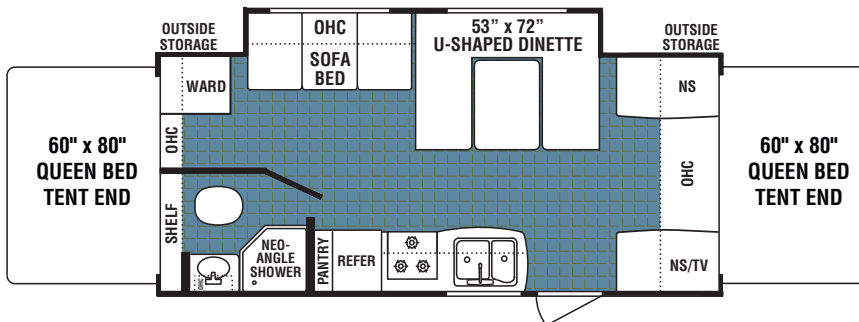 OUTSIDE
STORAGE
OHC
SOFA
BED
53” x 72”
U-SHAPED DINETTE
OUTSIDE
STORAGE
WARD
NS
60" x 80"
QUEEN BED
TENT END
OHC
OHC
60" x 80"
QUEEN BED
TENT END
SHELF
OHC
NEO-
ANGLE
SHOWER
PANTRY
REFER
NS/TV